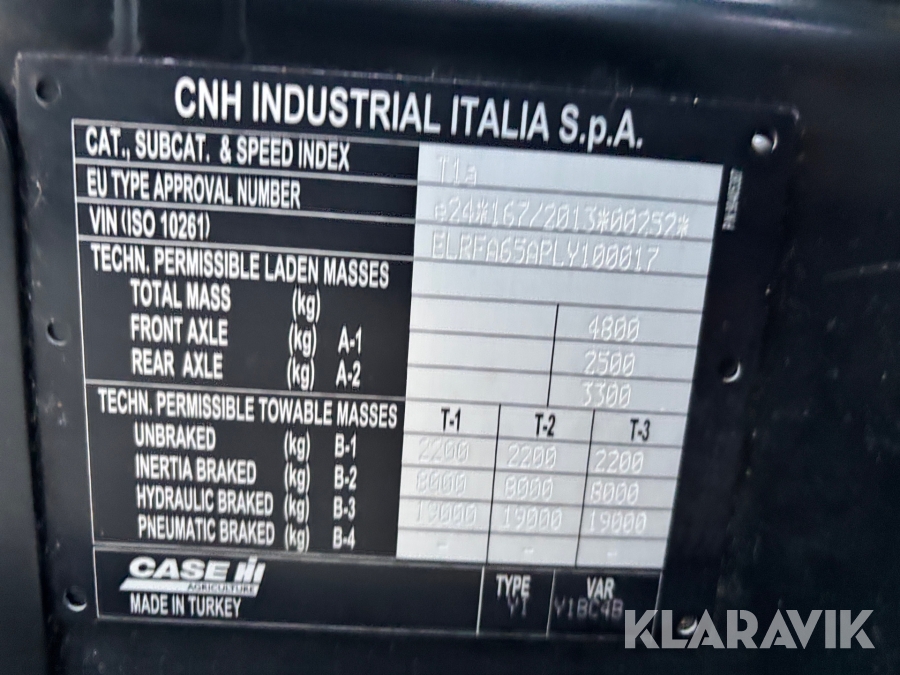 CNH INDUSTRIAL ITALIA S.p.A.
CAT., SUBCAT. & SPEED INDEX T1a
EU TYPE APPROVAL NUMBER e24*167/2013*00252*
VIN (ISO 10261) ELRFA65APLY100017
TECHN. PERMISSIBLE LADEN MASSES
TOTAL MASS (kg) 4800
FRONT AXLE (kg) A-1 2500
REAR AXLE (kg) A-2 3300
TECHN. PERMISSIBLE TOWABLE MASSES T-1 T-2 T-3
UNBRAKED (kg) B-1 2200 2200 2200
INERTIA BRAKED (kg) B-2 8000 8000 8000
HYDRAULIC BRAKED (kg) B-3 19000 19000 19000
PNEUMATIC BRAKED (kg) B-4 - - -
CASE IH
AGRICULTURE
MADE IN TURKEY
TYPE VAR
KLARAVIK